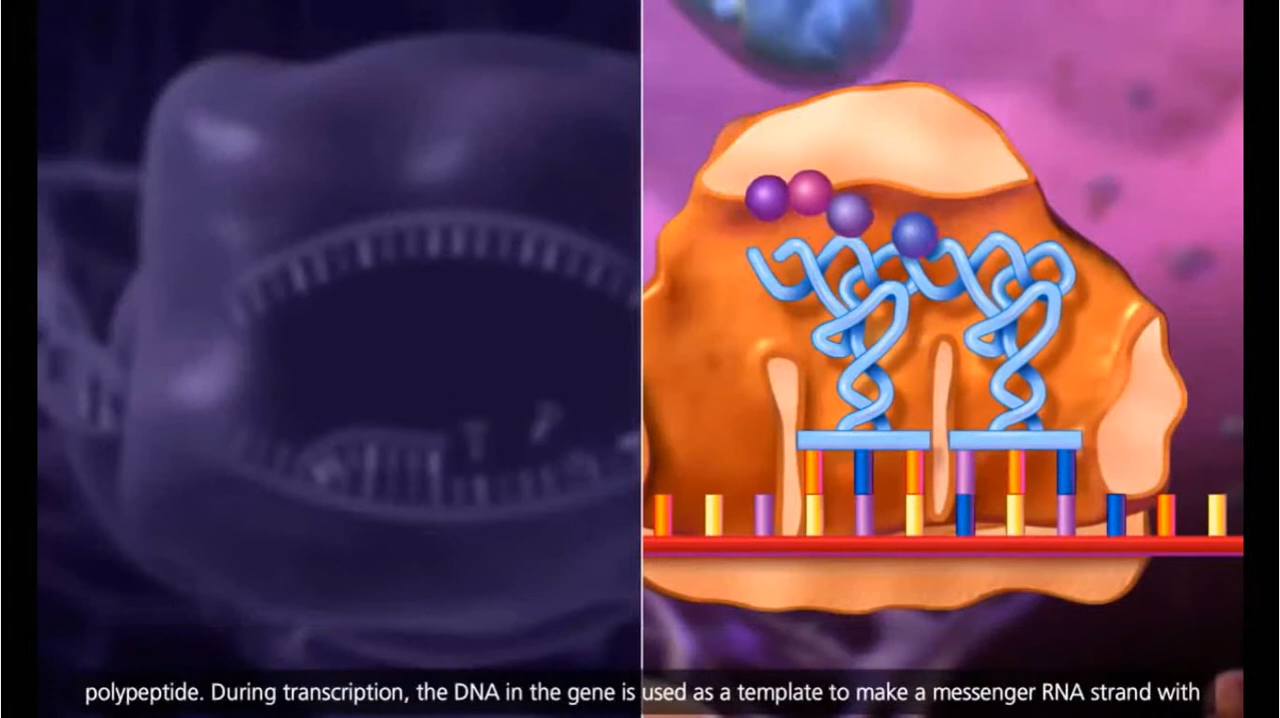 polypeptide. During transcription, the DNA in the gene is used as a template to make a messenger RNA strand with